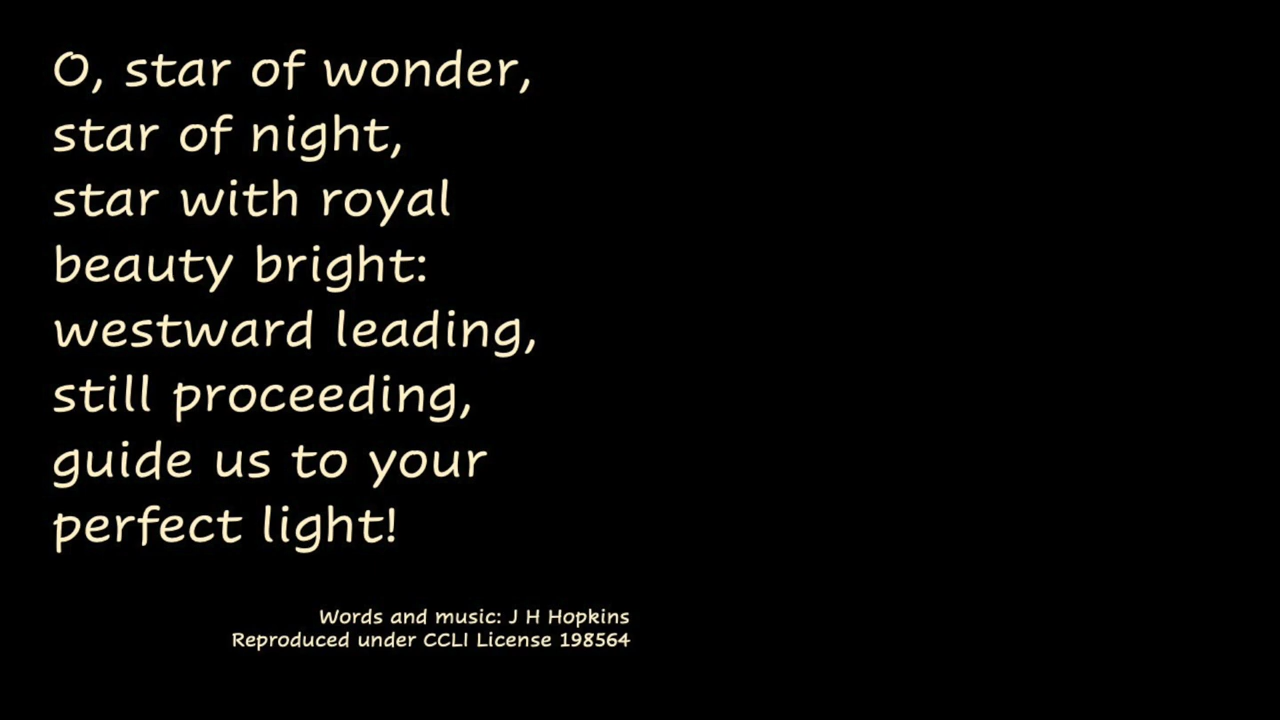 O, star of wonder,
star of night,
star with royal
beauty bright:
westward leading,
still proceeding,
guide us to your
perfect light!
Words and music: J H Hopkins
Reproduced under CCLI License 198564